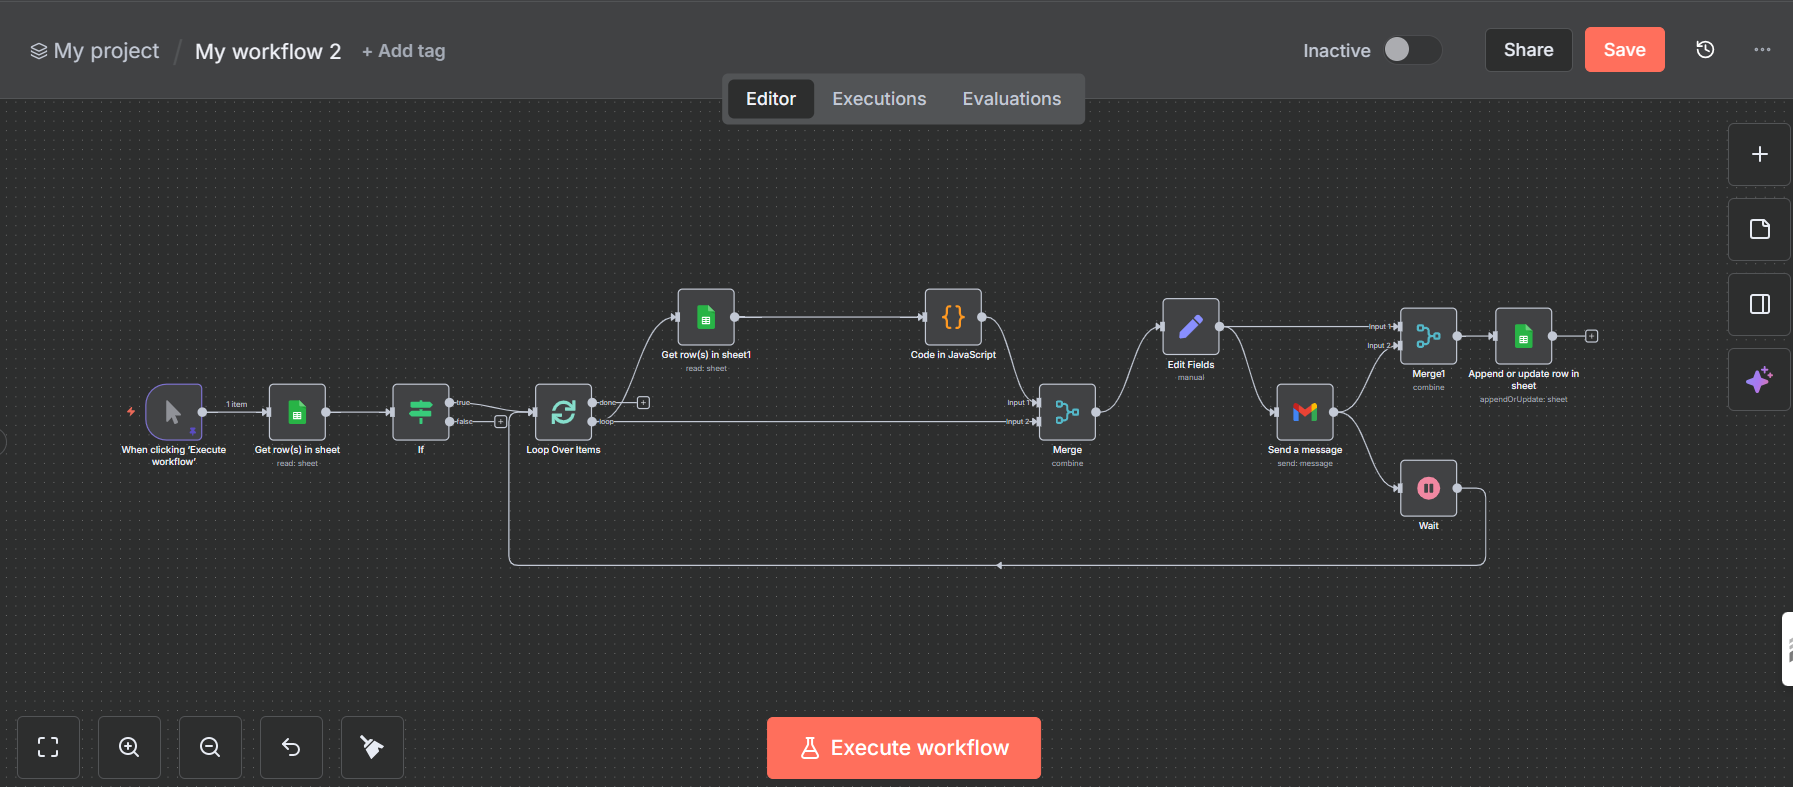 My project / My workflow 2 + Add tag
Inactive
Share
Save
Editor
Executions
Evaluations
Get row(s) in sheet1
read: sheet
Code in JavaScript
Edit Fields
manual
Input 1
Input 2
Merge1
combine
Append or update row in
sheet
appendOrUpdate: sheet
1 item
When clicking ‘Execute
workflow’
Get row(s) in sheet
read: sheet
true
false
If
done
loop
Loop Over Items
Input 1
Input 2
Merge
combine
Send a message
send: message
Wait
Execute workflow